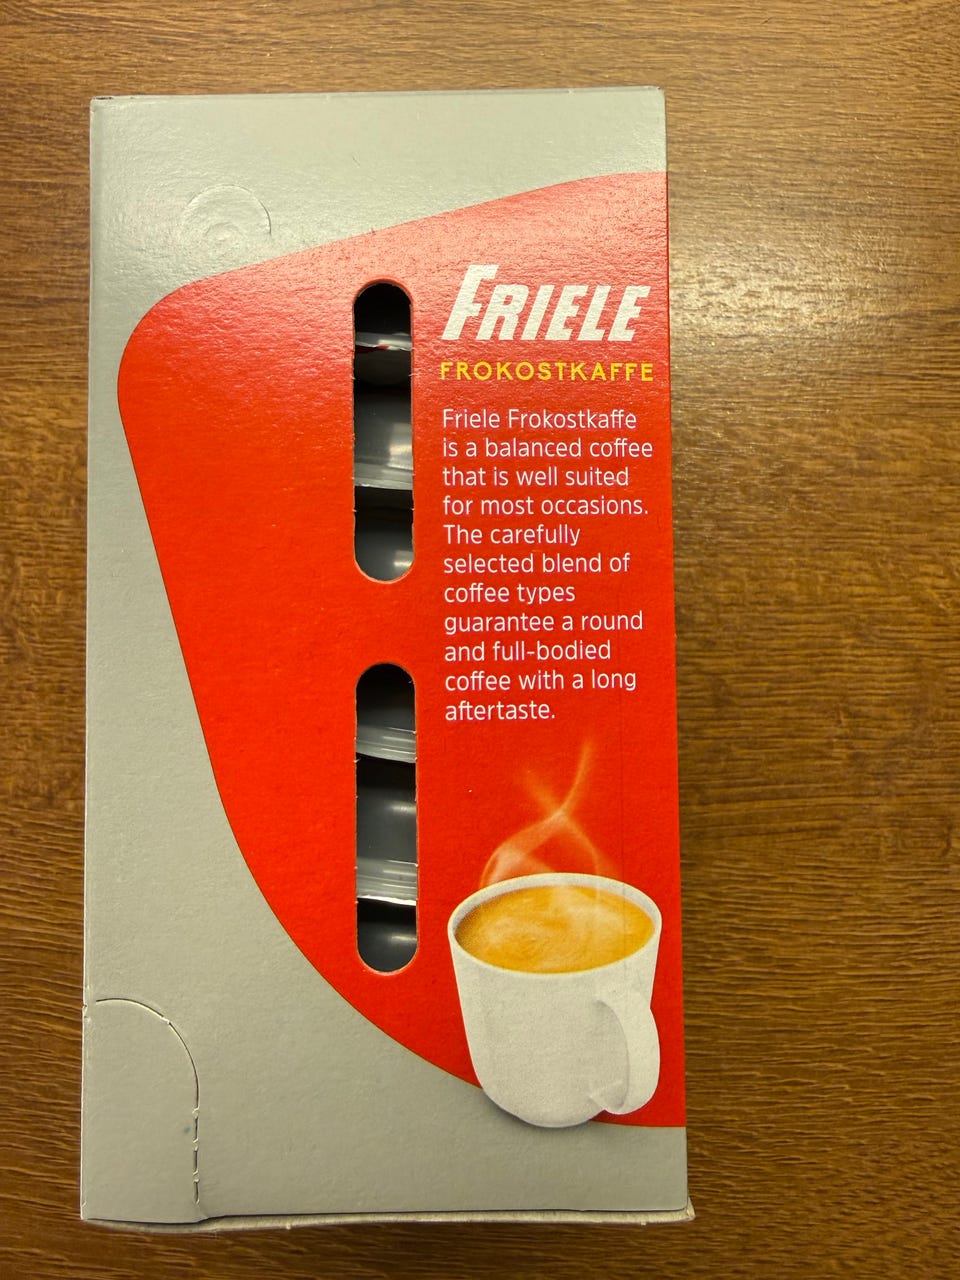 FRIELE
FROKOSTKAFFE
Friele Frokostkaffe
is a balanced coffee
that is well suited
for most occasions.
The carefully
selected blend of
coffee types
guarantee a round
and full-bodied
coffee with a long
aftertaste.